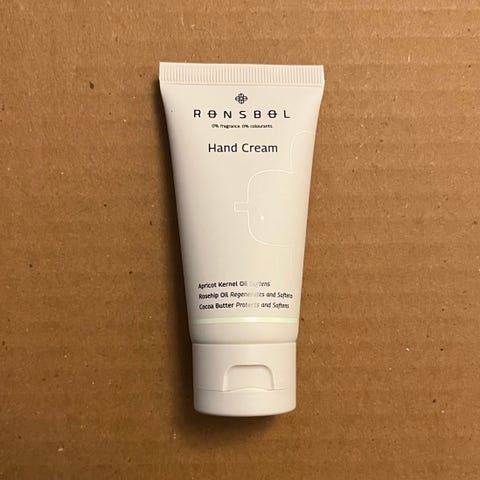 RONSBOL
0% fragrance. 0% colourants.
Hand Cream
Apricot Kernel Oil Softens
Rosehip Oil Regenerates and Softens
Cocoa Butter Protects and Softens